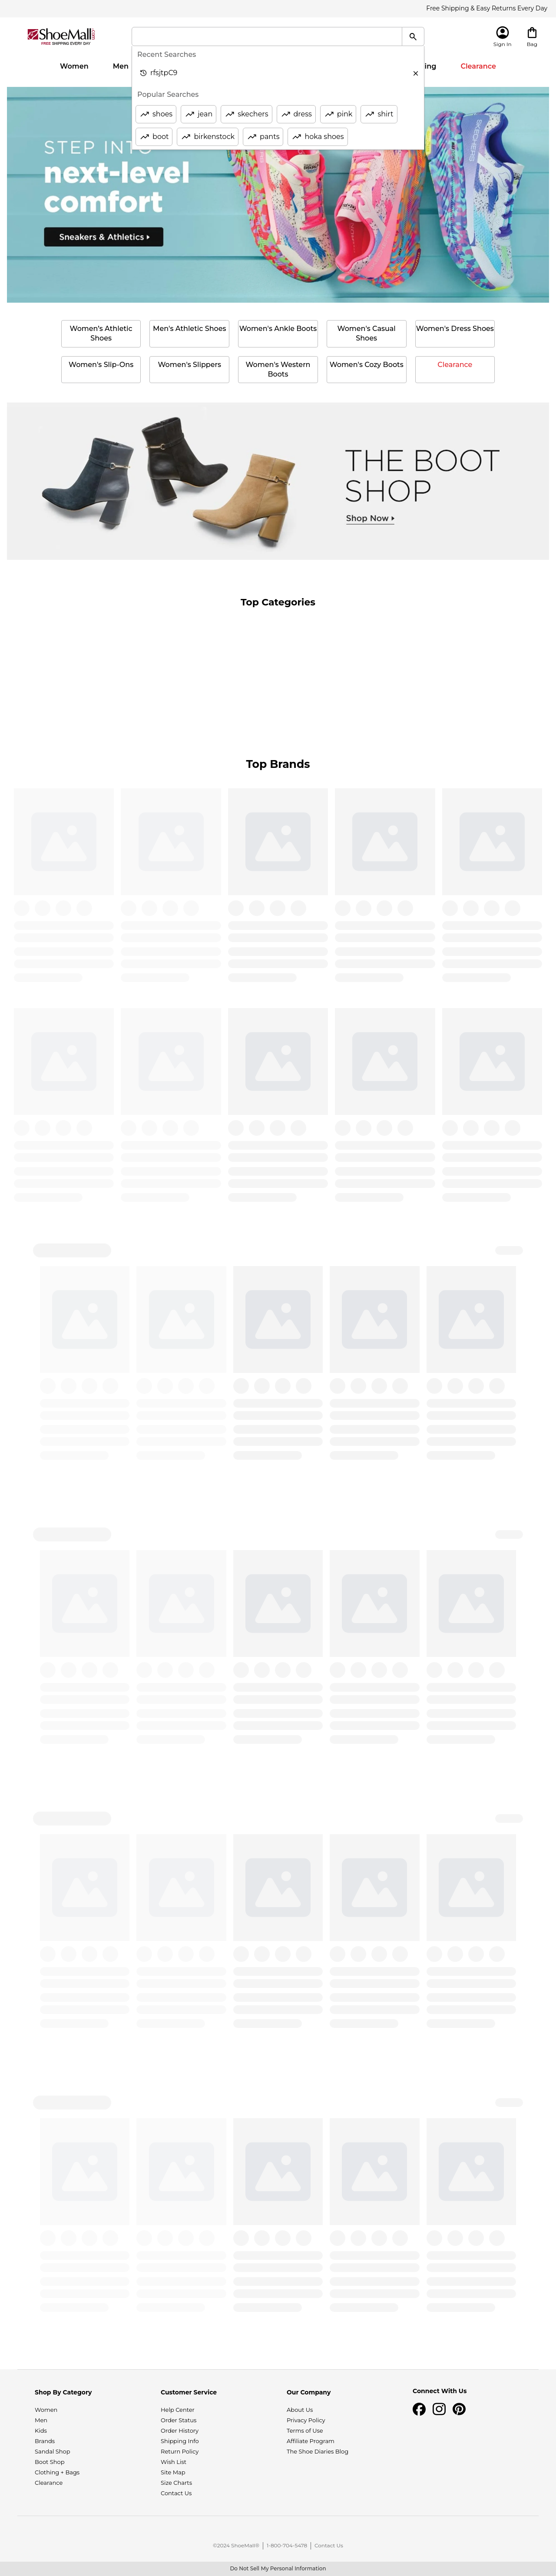 Free Shipping & Easy Returns Every Day
ShoeMall
FREE SHIPPING EVERY DAY
Sign In
Bag
Recent Searches
rfsjtpC9
Popular Searches
shoes jean skechers dress pink shirt
boot birkenstock pants hoka shoes
Women Men ing Clearance
STEP INTO
next-level
comfort
Sneakers & Athletics
Women's Athletic Shoes
Men's Athletic Shoes
Women's Ankle Boots
Women's Casual Shoes
Women's Dress Shoes
Women's Slip-Ons
Women's Slippers
Women's Western Boots
Women's Cozy Boots
Clearance
THE BOOT
SHOP
Shop Now
Top Categories
Top Brands
Shop By Category
Women
Men
Kids
Brands
Sandal Shop
Boot Shop
Clothing + Bags
Clearance
Customer Service
Help Center
Order Status
Order History
Shipping Info
Return Policy
Wish List
Site Map
Size Charts
Contact Us
Our Company
About Us
Privacy Policy
Terms of Use
Affiliate Program
The Shoe Diaries Blog
Connect With Us
©2024 ShoeMall® | 1-800-704-5478 | Contact Us
Do Not Sell My Personal Information